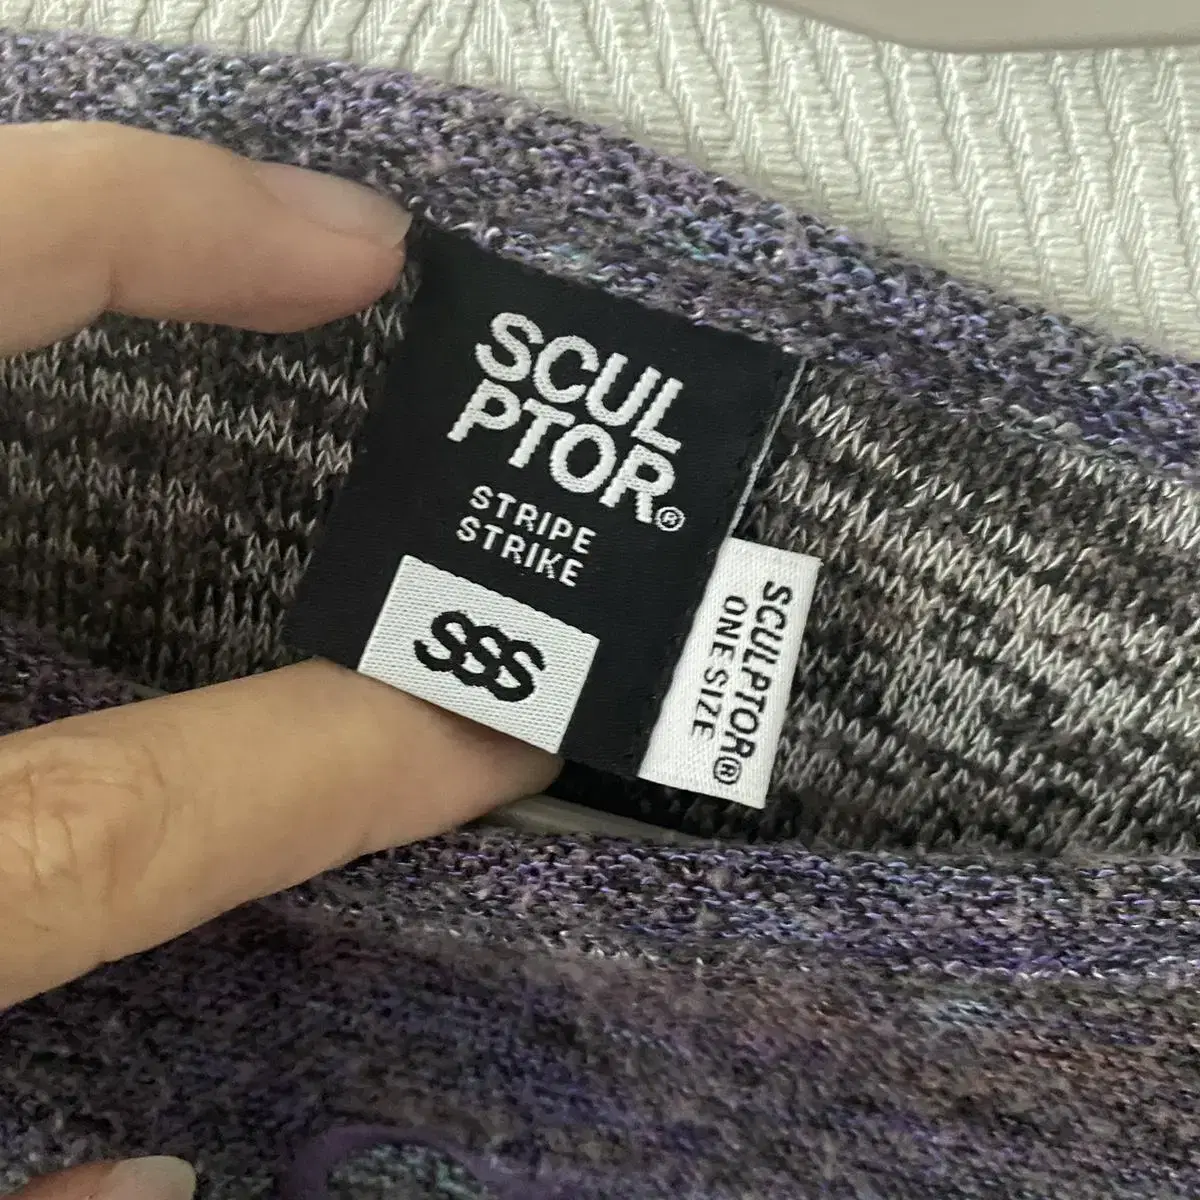 SCUL
PTOR®
STRIPE
STRIKE
SSS
SCULPTOR®
ONE SIZE